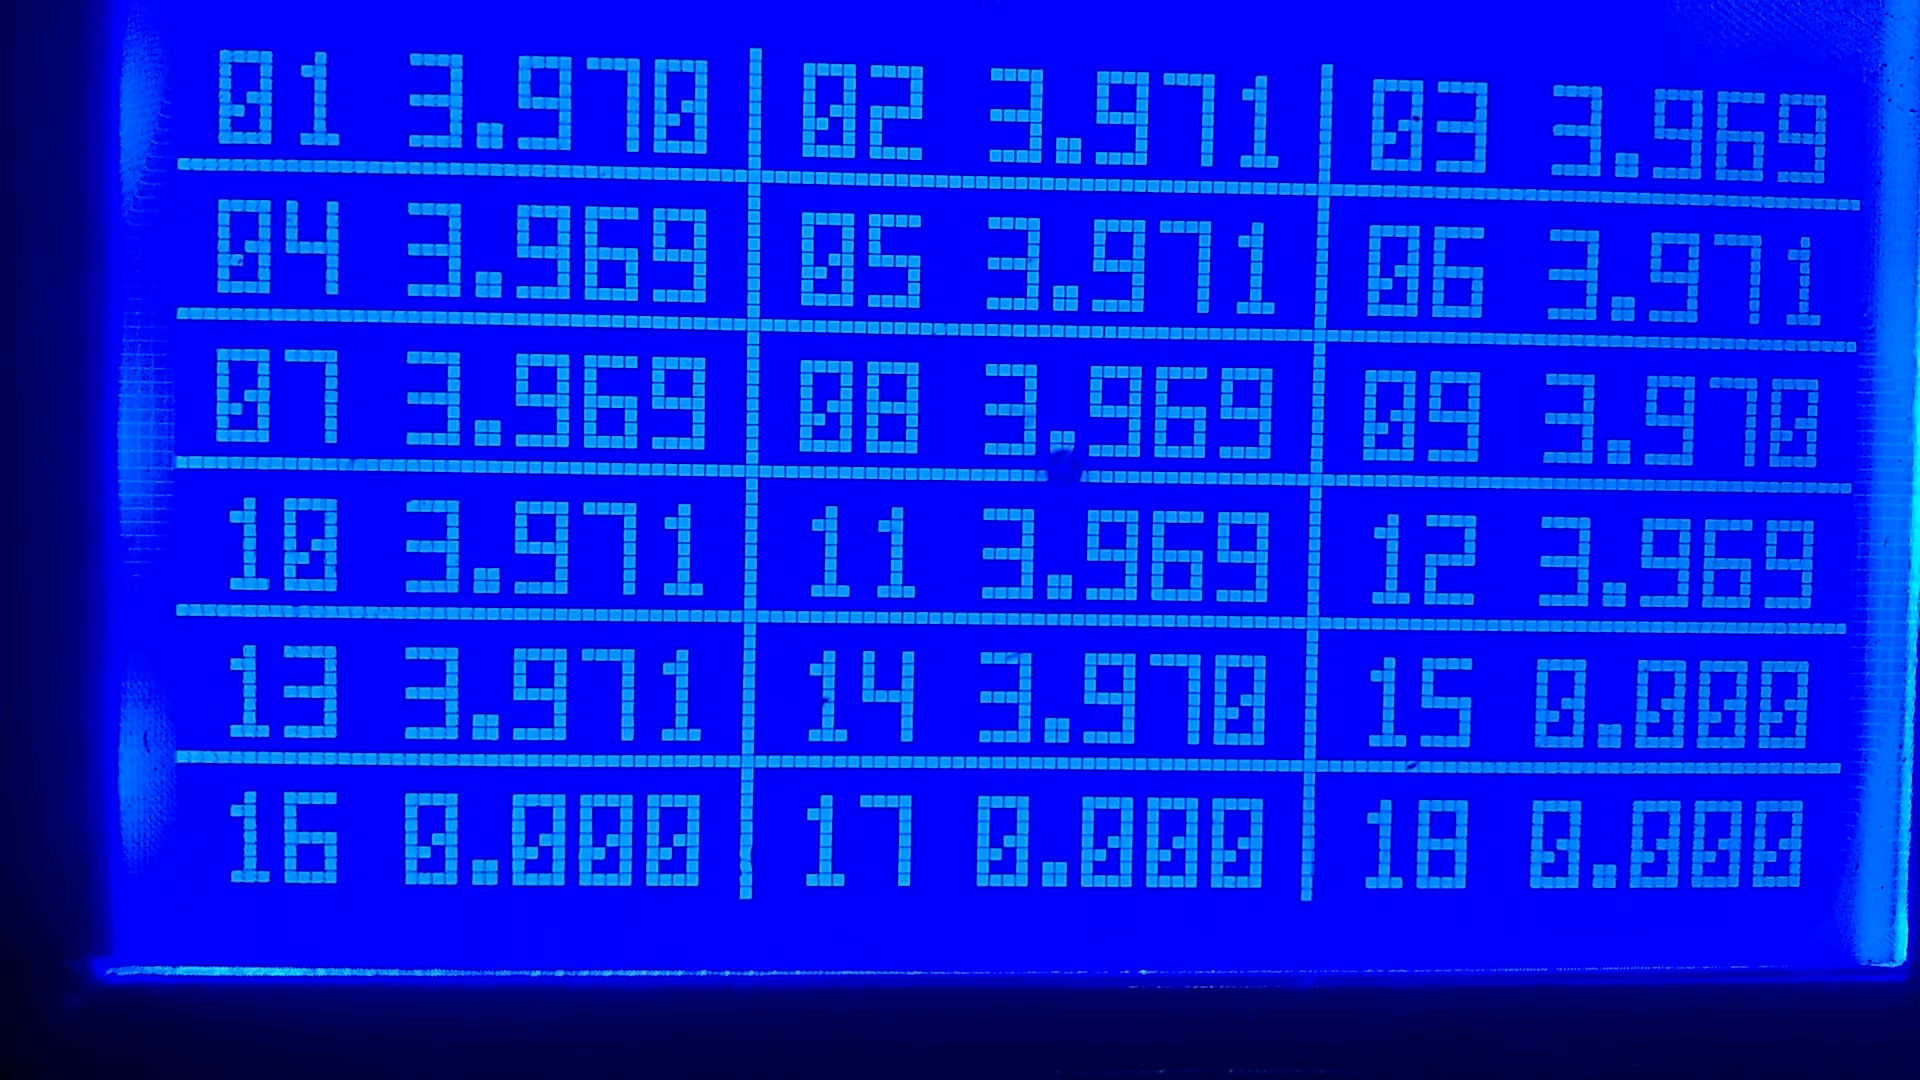 01 3.970 02 3.971 03 3.969
04 3.969 05 3.971 06 3.971
07 3.969 08 3.969 09 3.970
10 3.971 11 3.969 12 3.969
13 3.971 14 3.970 15 0.000
16 0.000 17 0.000 18 0.000